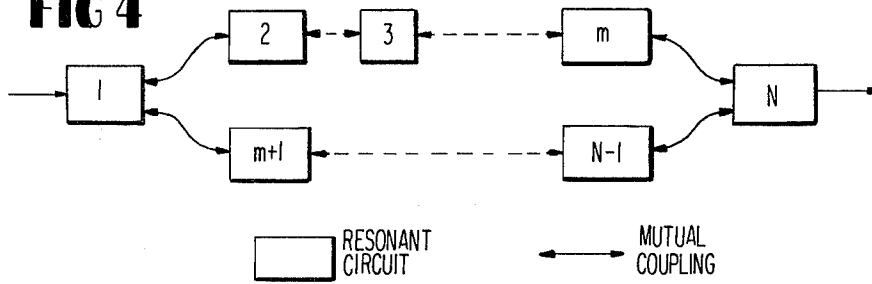 FIG 4
2
3
m
1
N
m+1
N-1
RESONANT
CIRCUIT
MUTUAL
COUPLING